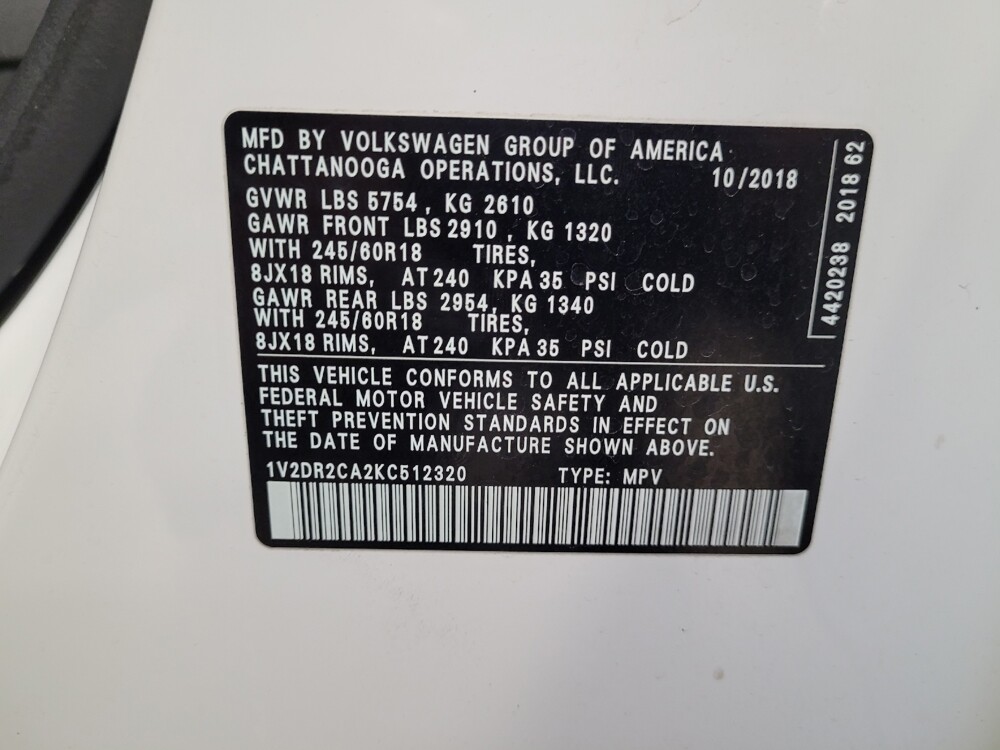 MFD BY VOLKSWAGEN GROUP OF AMERICA
CHATTANOOGA OPERATIONS, LLC. 10/2018
GVWR LBS 5754, KG 2610
GAWR FRONT LBS 2910, KG 1320
WITH 245/60R18 TIRES,
8JX18 RIMS, AT 240 KPA 35 PSI COLD
GAWR REAR LBS 2954, KG 1340
WITH 245/60R18 TIRES,
8JX18 RIMS, AT 240 KPA 35 PSI COLD
THIS VEHICLE CONFORMS TO ALL APPLICABLE U.S.
FEDERAL MOTOR VEHICLE SAFETY AND
THEFT PREVENTION STANDARDS IN EFFECT ON
THE DATE OF MANUFACTURE SHOWN ABOVE.
1V2DR2CA2KC512320 TYPE: MPV
4420238 2018 62